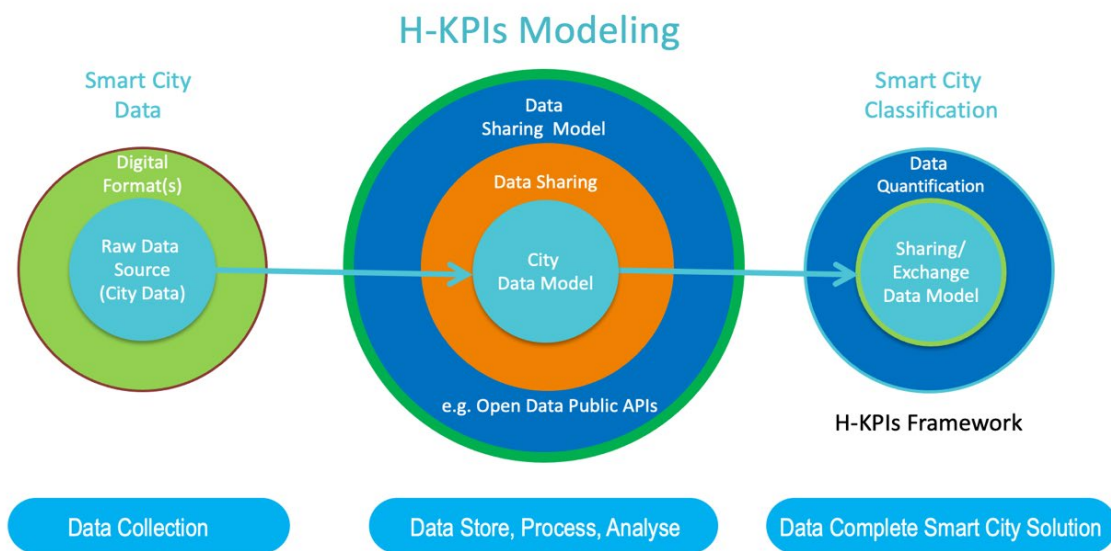 H-KPIs Modeling
Smart City
Data
Digital
Format(s)
Raw Data
Source
(City Data)
Data
Sharing Model
Data Sharing
City
Data Model
e.g. Open Data Public APIs
Smart City
Classification
Data
Quantification
Sharing/
Exchange
Data Model
H-KPIs Framework
Data Collection
Data Store, Process, Analyse
Data Complete Smart City Solution